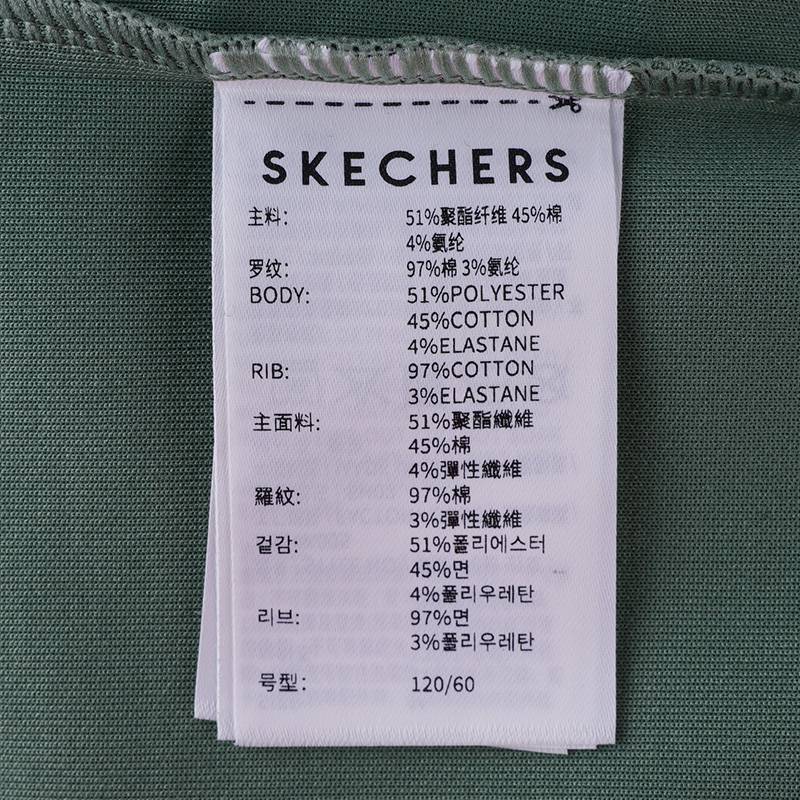 SKECHERS
主料: 51%聚酯纤维 45%棉
4%氨纶
罗纹: 97%棉 3%氨纶
BODY: 51%POLYESTER
45%COTTON
4%ELASTANE
RIB: 97%COTTON
3%ELASTANE
主面料: 51%聚酯纖維
45%棉
4%彈性纖維
羅紋: 97%棉
3%彈性纖維
겉감: 51%폴리에스터
45%면
4%폴리우레탄
리브: 97%면
3%폴리우레탄
号型: 120/60